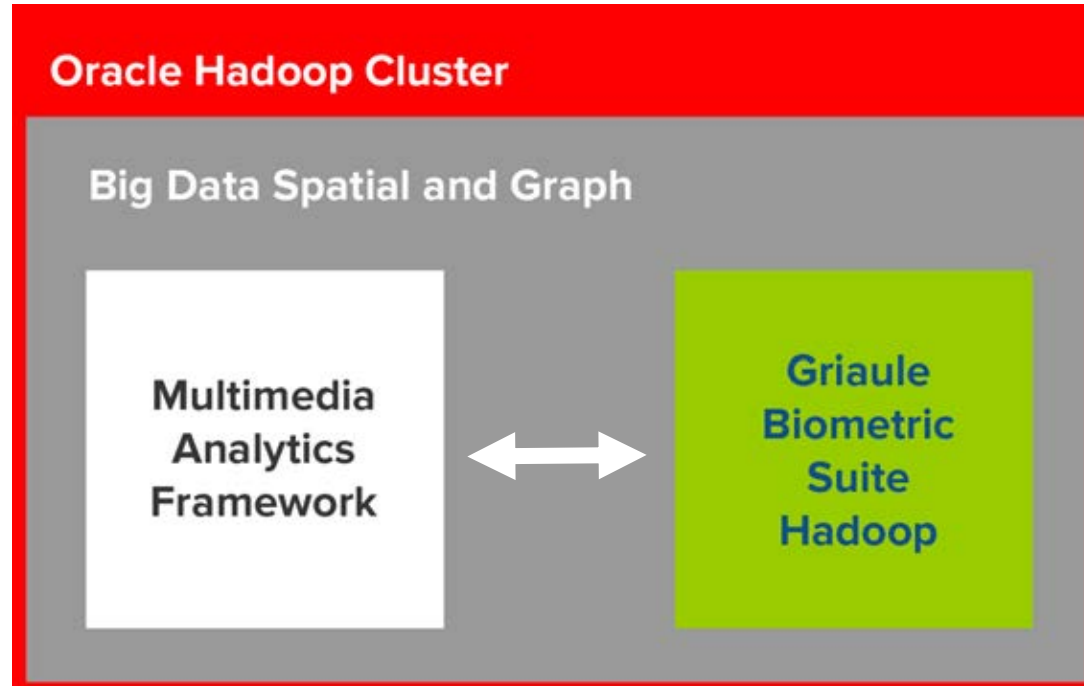 Oracle Hadoop Cluster
Big Data Spatial and Graph
Multimedia
Analytics
Framework
Griaule
Biometric
Suite
Hadoop